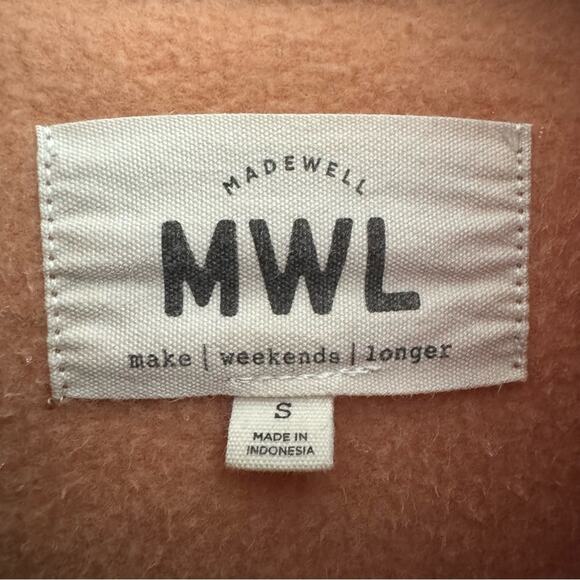 MADEWELL
MWL
make | weekends | longer
S
MADE IN
INDONESIA